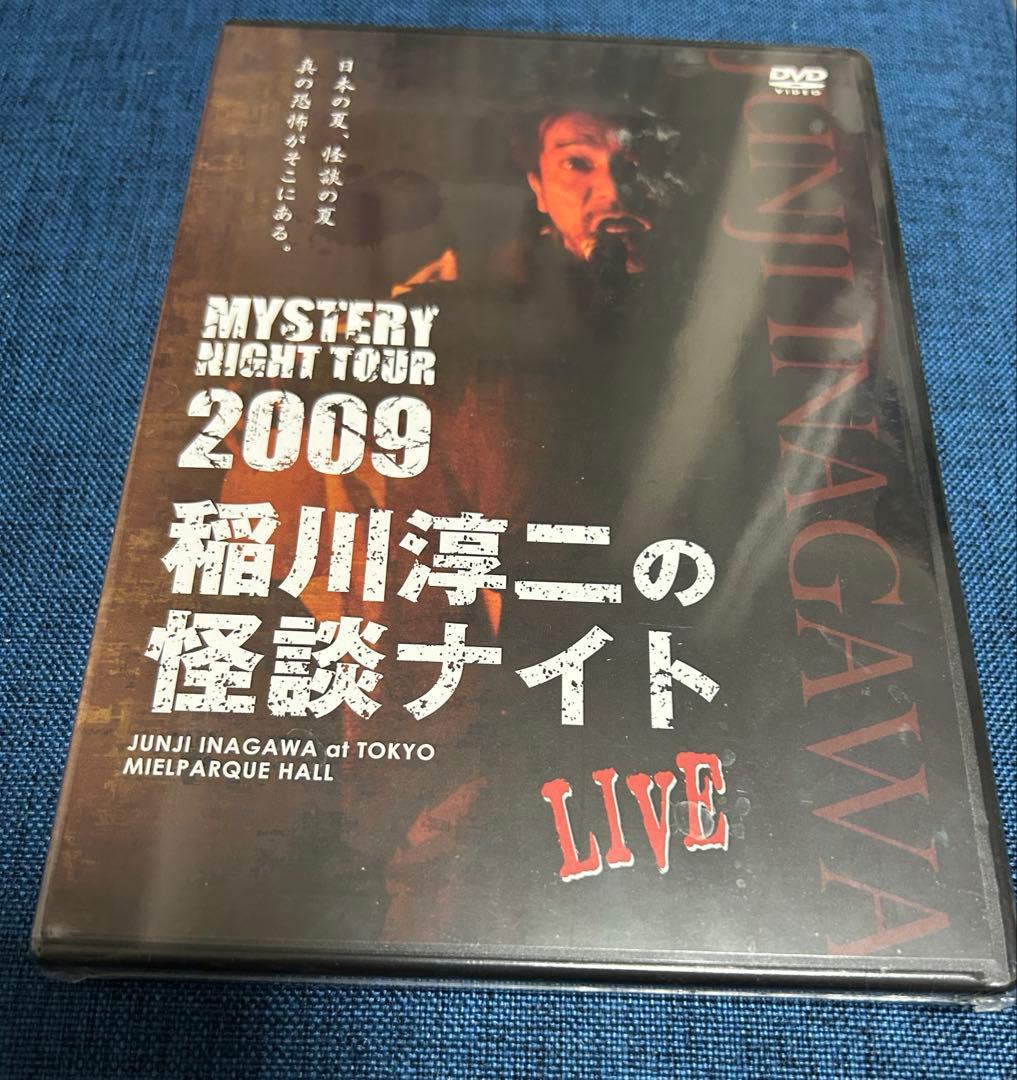 日本の夏、怪談の夏
真の恐怖がそこにある。
DVD
VIDEO
JUNJI INAGAWA
MYSTERY
NIGHT TOUR
2009
稲川淳二の
怪談ナイト
JUNJI INAGAWA at TOKYO
MIELPARQUE HALL
LIVE